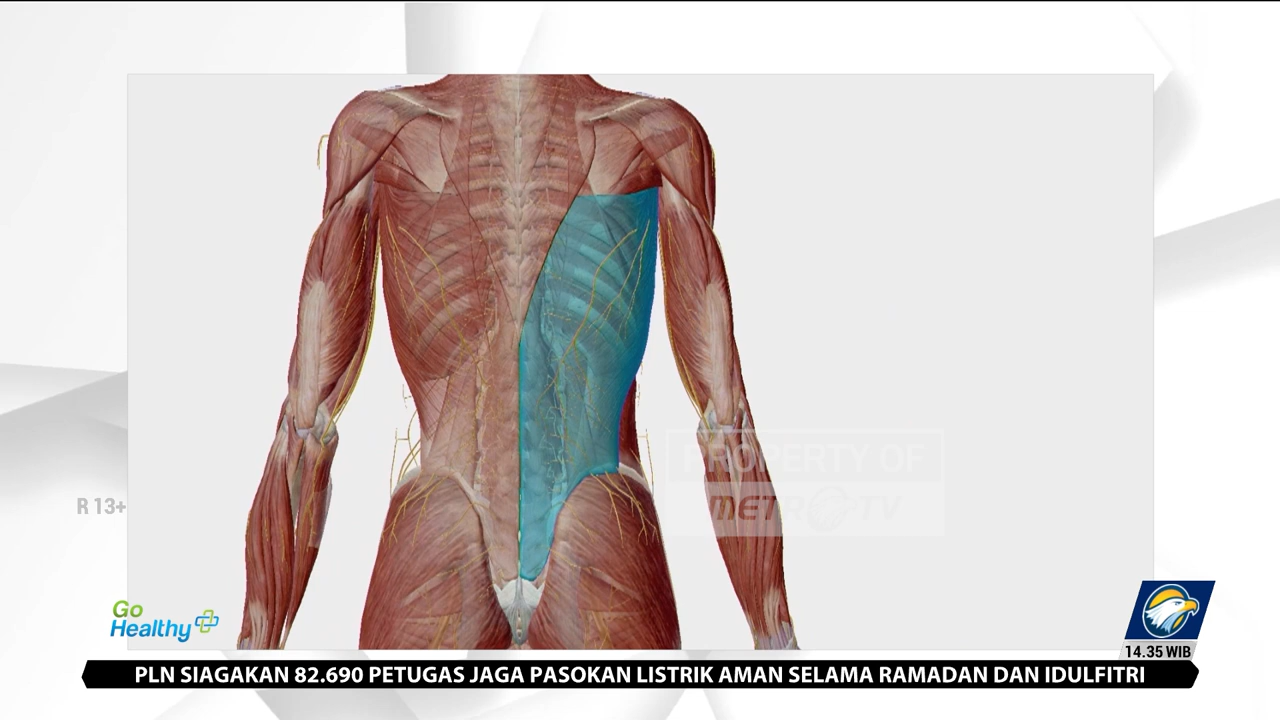 PROPERTY OF
METRO TV
R 13+
Go
Healthy
14.35 WIB
PLN SIAGAKAN 82.690 PETUGAS JAGA PASOKAN LISTRIK AMAN SELAMA RAMADAN DAN IDULFITRI